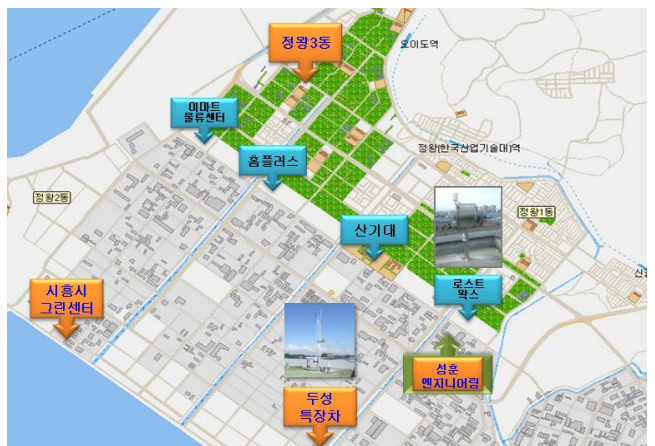 정왕3동
오이도역
이마트
물류센터
홈플러스
정왕(한국산업기술대)역
정왕2동
정왕1동
산기대
로스트
왁스
시흥시
그린센터
성훈
엔지니어링
두성
특장차